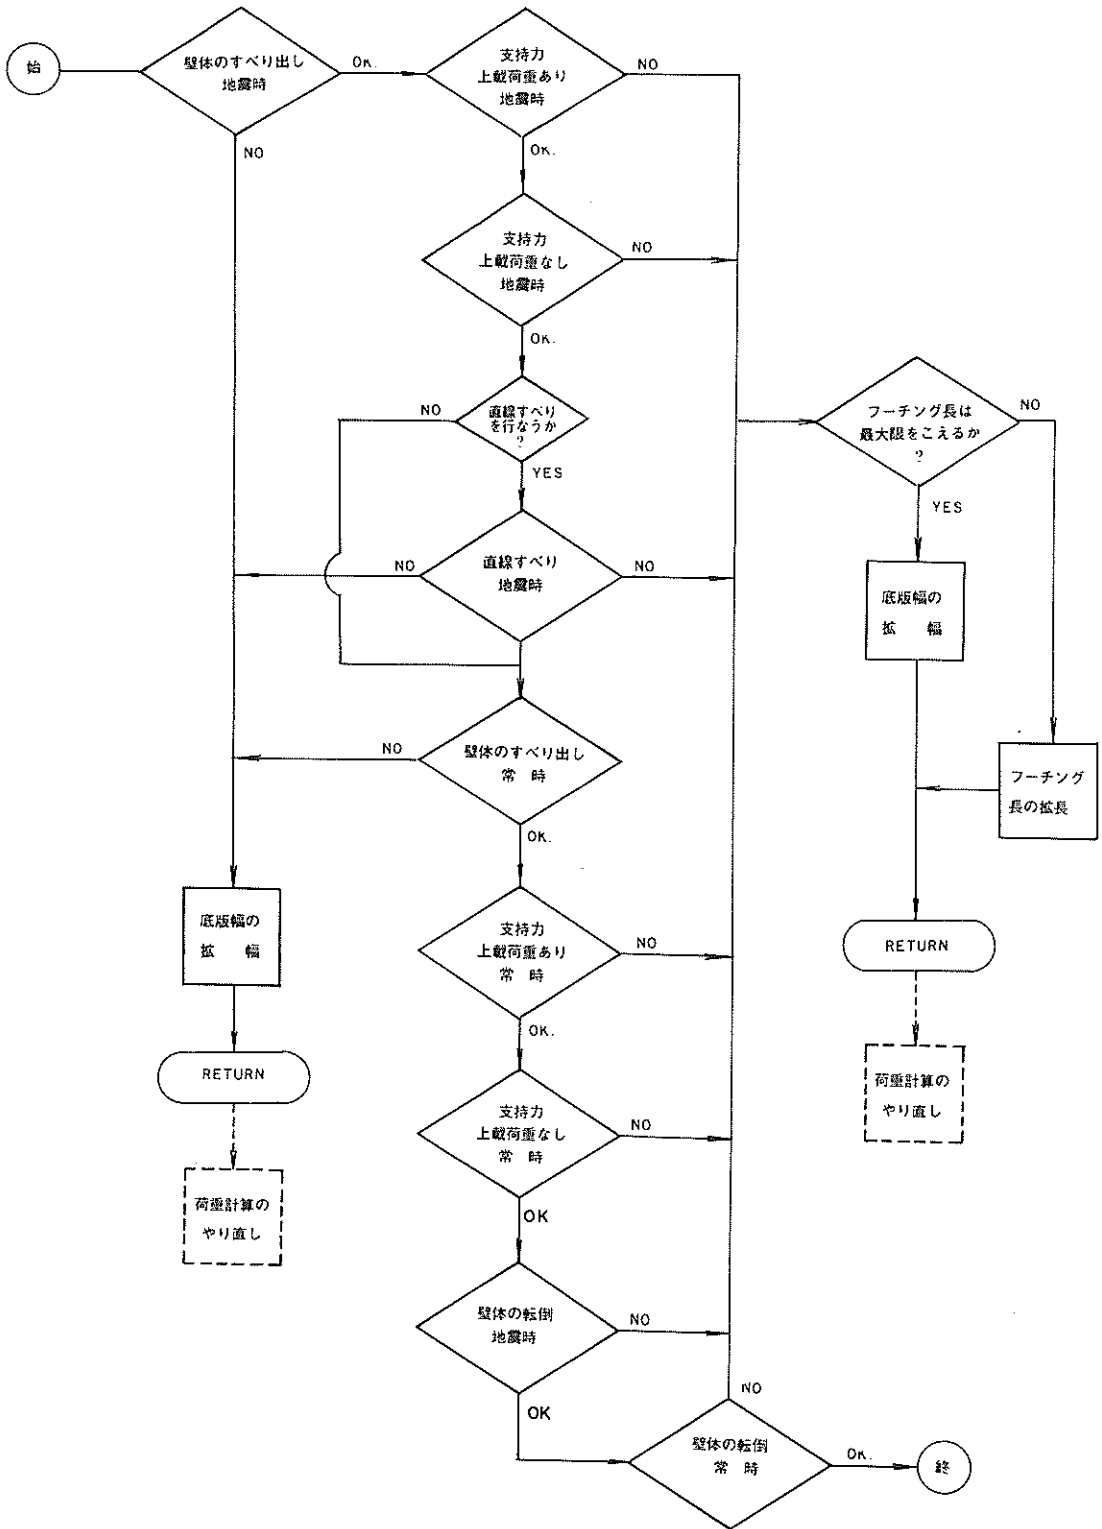 始
壁体のすべり出し
地震時
OK.
NO
支持力
上載荷重あり
地震時
NO
OK.
支持力
上載荷重なし
地震時
NO
OK.
直線すべり
を行なうか
?
NO
YES
直線すべり
地震時
NO
NO
壁体のすべり出し
常 時
NO
OK.
支持力
上載荷重あり
常 時
NO
OK.
支持力
上載荷重なし
常 時
NO
OK
壁体の転倒
地震時
NO
OK
壁体の転倒
常 時
NO
OK.
終
底版幅の
拡 幅
RETURN
荷重計算の
やり直し
フーチング長は
最大限をこえるか
?
NO
YES
底版幅の
拡 幅
フーチング
長の拡長
RETURN
荷重計算の
やり直し